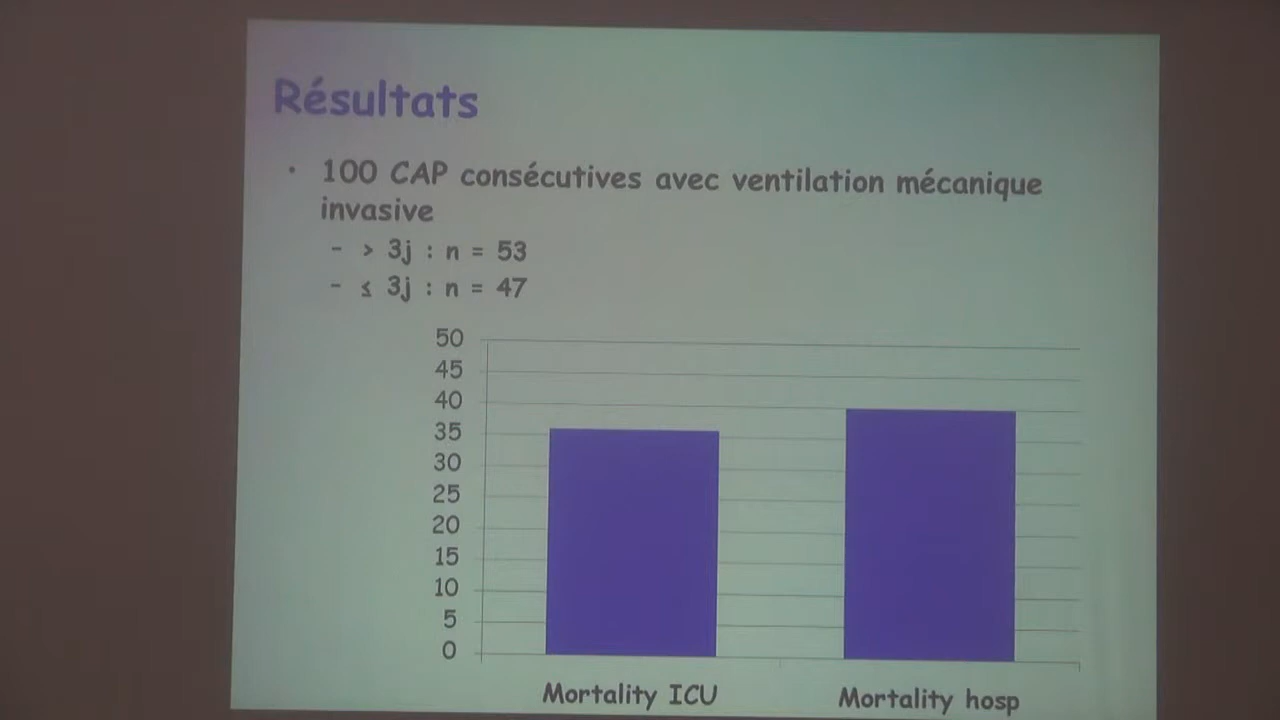 Résultats
• 100 CAP consécutives avec ventilation mécanique
invasive
- > 3j : n = 53
- ≤ 3j : n = 47
50
45
40
35
30
25
20
15
10
5
0
Mortality ICU
Mortality hosp